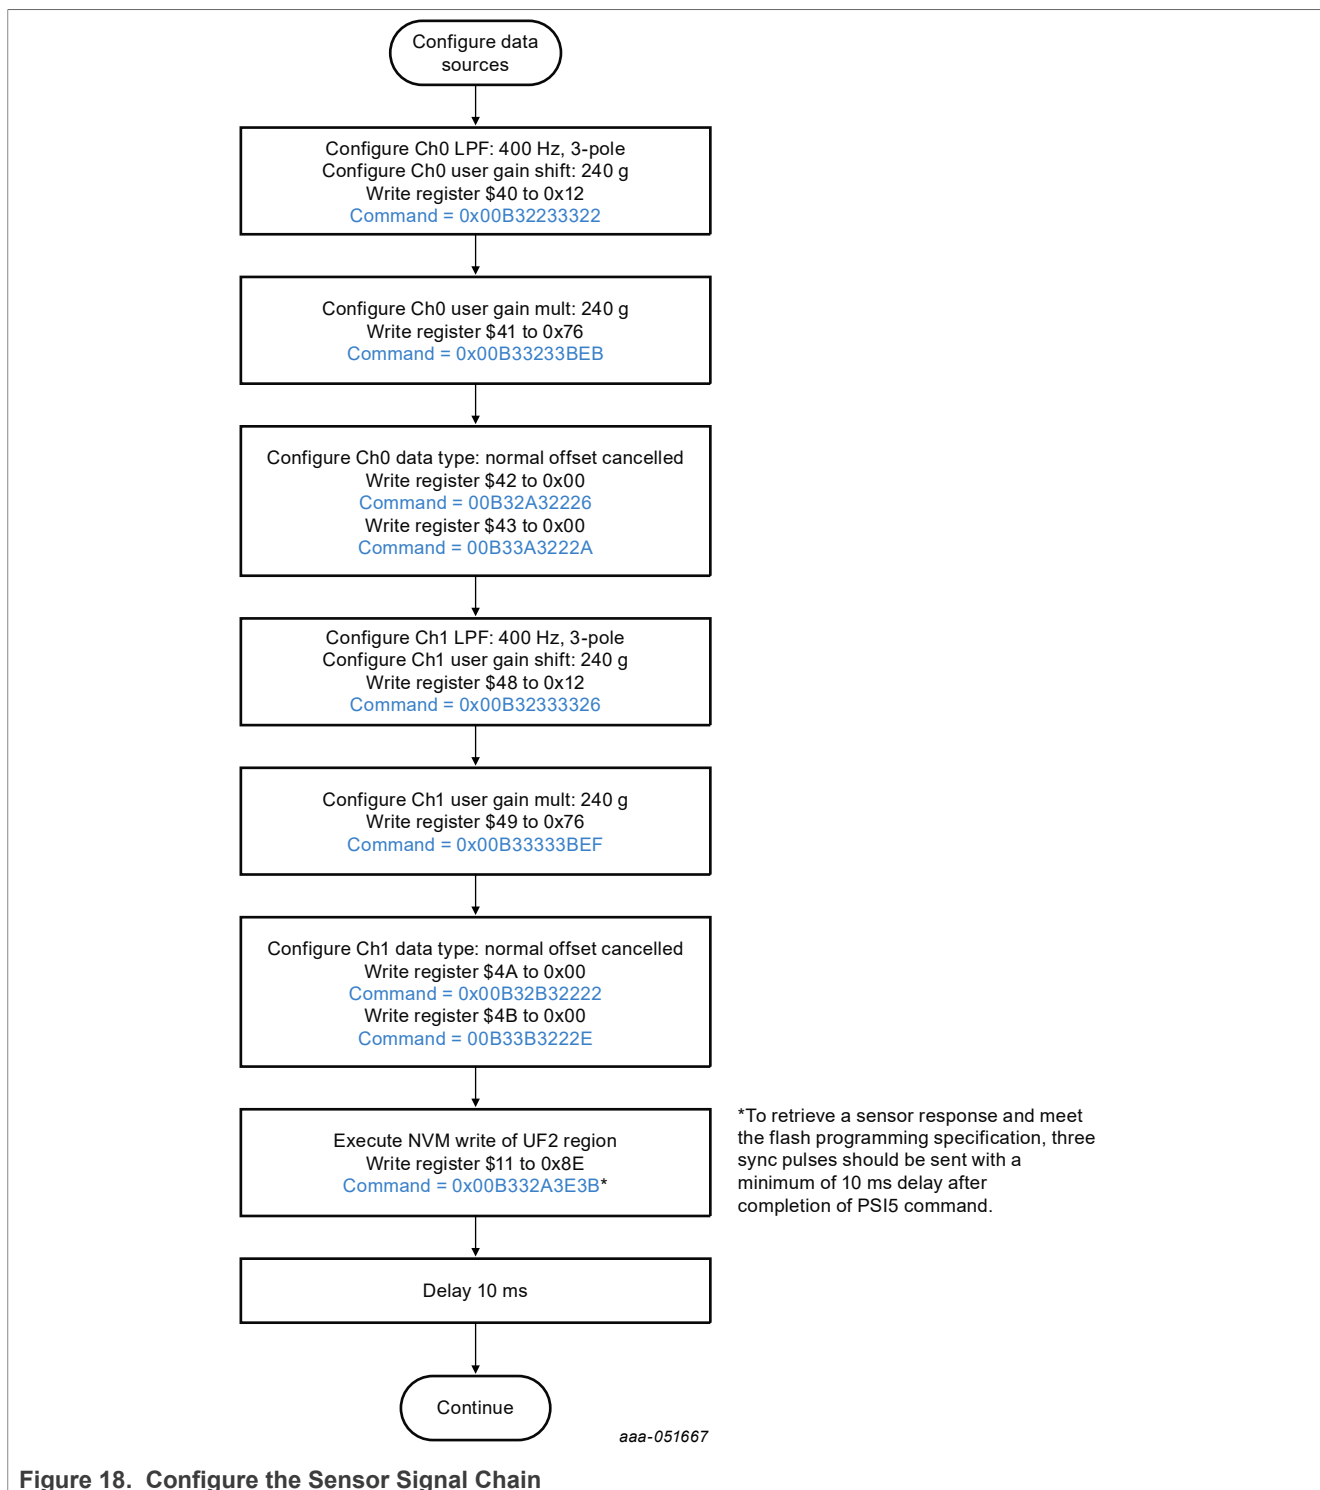 Configure data
sources
Configure Ch0 LPF: 400 Hz, 3-pole
Configure Ch0 user gain shift: 240 g
Write register $40 to 0x12
Command = 0x00B32233322
Configure Ch0 user gain mult: 240 g
Write register $41 to 0x76
Command = 0x00B33233BEB
Configure Ch0 data type: normal offset cancelled
Write register $42 to 0x00
Command = 00B32A32226
Write register $43 to 0x00
Command = 00B33A3222A
Configure Ch1 LPF: 400 Hz, 3-pole
Configure Ch1 user gain shift: 240 g
Write register $48 to 0x12
Command = 0x00B32333326
Configure Ch1 user gain mult: 240 g
Write register $49 to 0x76
Command = 0x00B33333BEF
Configure Ch1 data type: normal offset cancelled
Write register $4A to 0x00
Command = 0x00B32B32222
Write register $4B to 0x00
Command = 00B33B3222E
Execute NVM write of UF2 region
Write register $11 to 0x8E
Command = 0x00B332A3E3B*
*To retrieve a sensor response and meet
the flash programming specification, three
sync pulses should be sent with a
minimum of 10 ms delay after
completion of PSI5 command.
Delay 10 ms
Continue
aaa-051667
Figure 18. Configure the Sensor Signal Chain